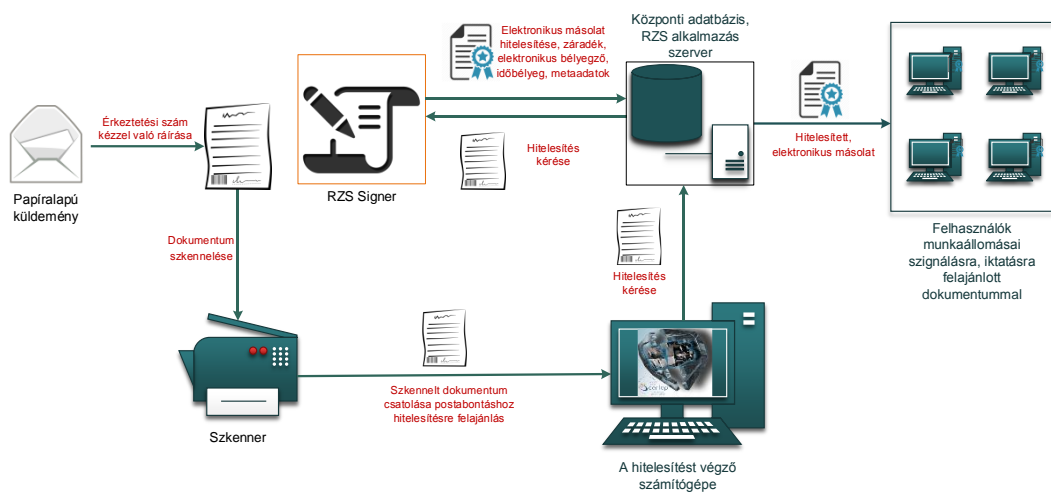 Központi adatbázis,
RZS alkalmazás
szerver
Elektronikus másolat
hitelesítése, záradék,
elektronikus bélyegző,
időbélyeg, metaadatok
Érkeztetési szám
kézzel való ráírása
Hitelesítés
kérése
Hitelesített,
elektronikus másolat
Papíralapú
küldemény
RZS Signer
Felhasználók
munkaállomásai
szignálásra, iktatásra
felajánlott
dokumentummal
Dokumentum
szkennelése
Hitelesítés
kérése
Szkennelt dokumentum
csatolása postabontáshoz
hitelesítésre felajánlás
Szkenner
A hitelesítést végző
számítógépe